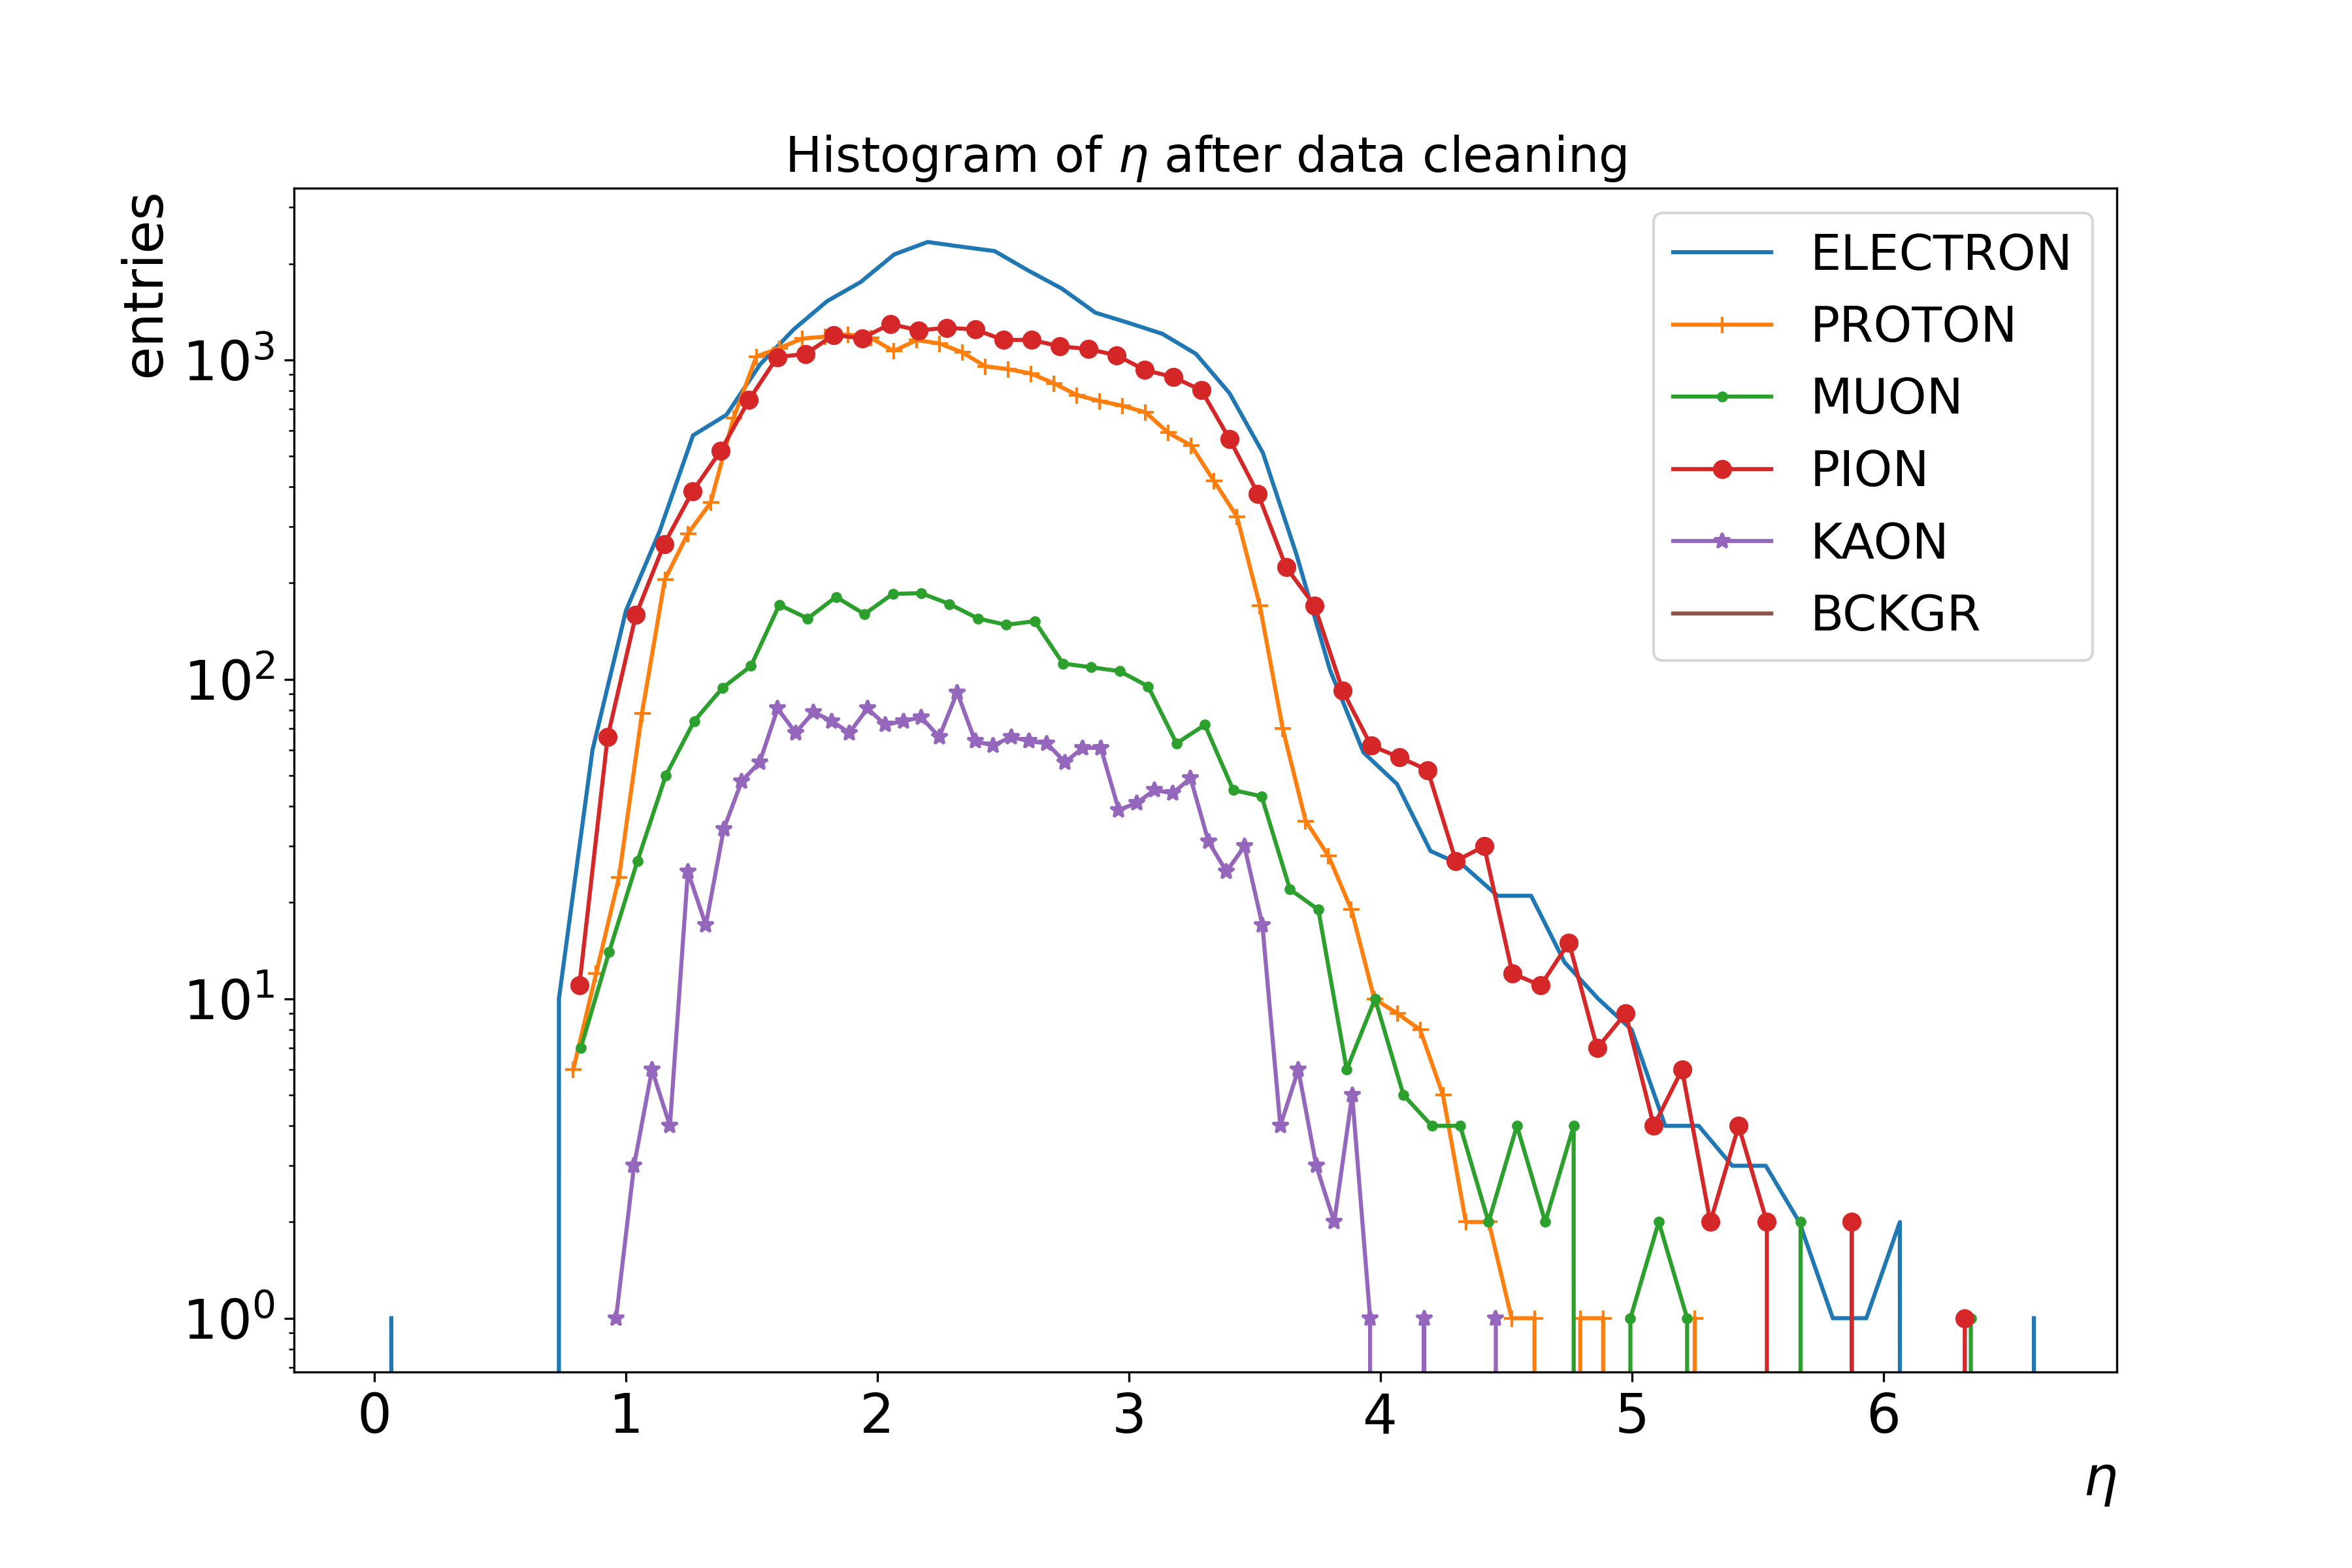 Histogram of η after data cleaning
entries
10³
10²
10¹
10⁰
0 1 2 3 4 5 6
η
ELECTRON
PROTON
MUON
PION
KAON
BCKGR